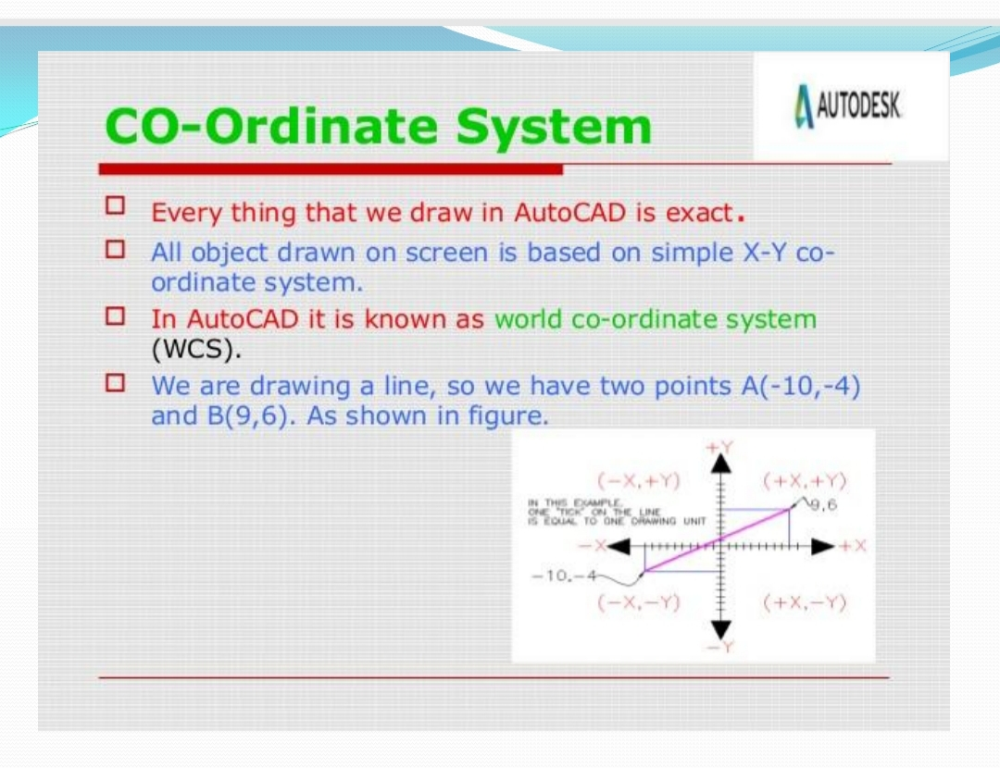 AUTODESK
CO-Ordinate System
Every thing that we draw in AutoCAD is exact.
All object drawn on screen is based on simple X-Y co-
ordinate system.
In AutoCAD it is known as world co-ordinate system
(WCS).
We are drawing a line, so we have two points A(-10,-4)
and B(9,6). As shown in figure.
+Y
(-X,+Y)
(+X,+Y)
IN THIS EXAMPLE,
ONE "TICK" ON THE LINE
IS EQUAL TO ONE DRAWING UNIT
9,6
-X
+X
-10,-4
(-X,-Y)
(+X,-Y)
-Y